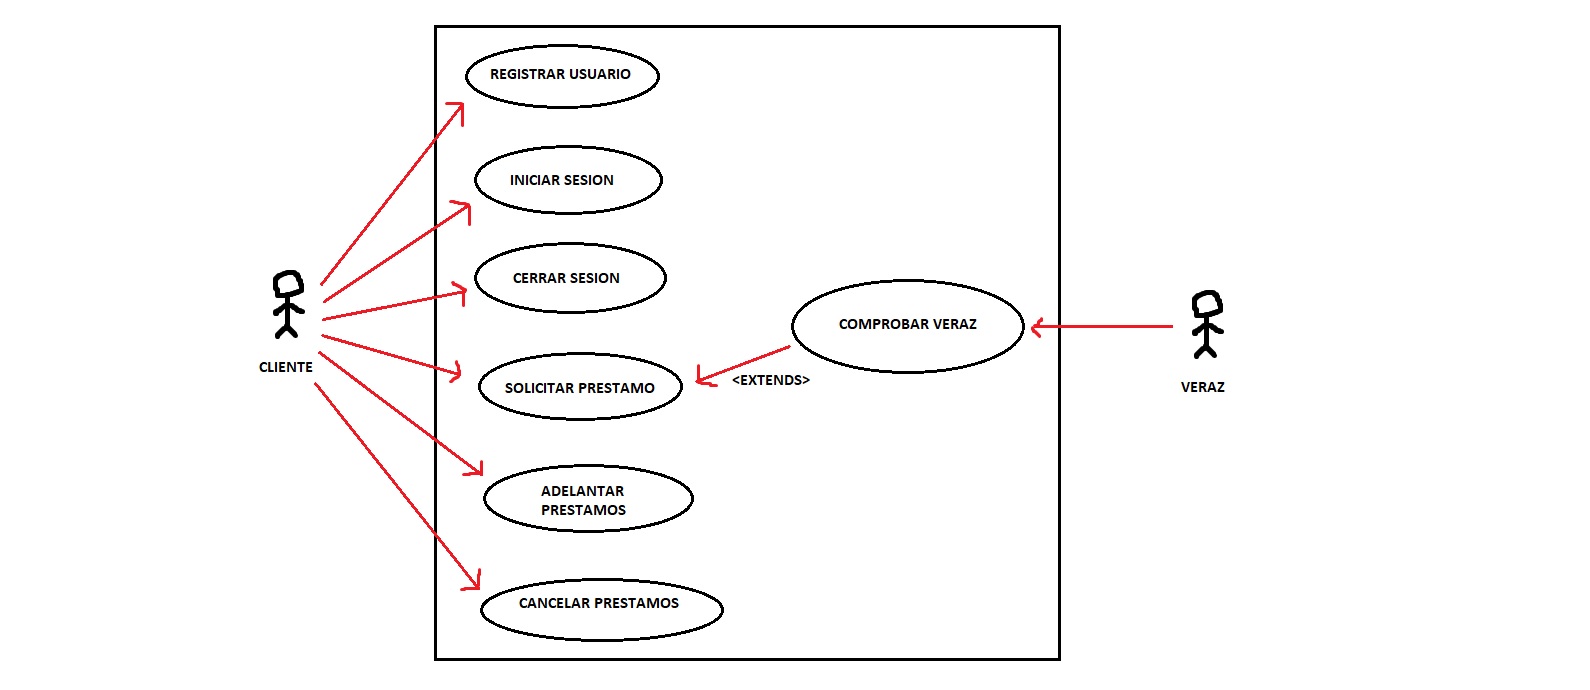 REGISTRAR USUARIO
INICIAR SESION
CERRAR SESION
COMPROBAR VERAZ
CLIENTE
SOLICITAR PRESTAMO
<EXTENDS>
VERAZ
ADELANTAR
PRESTAMOS
CANCELAR PRESTAMOS